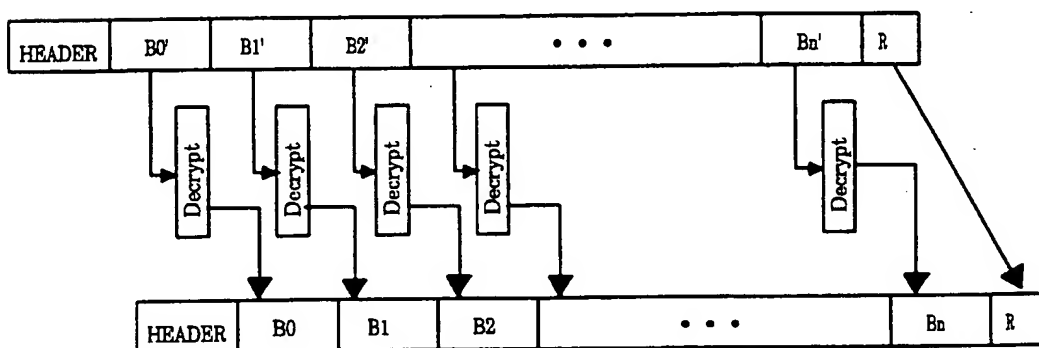 HEADER B0' B1' B2' • • • Bn' R
Decrypt Decrypt Decrypt Decrypt Decrypt
HEADER B0 B1 B2 • • • Bn R